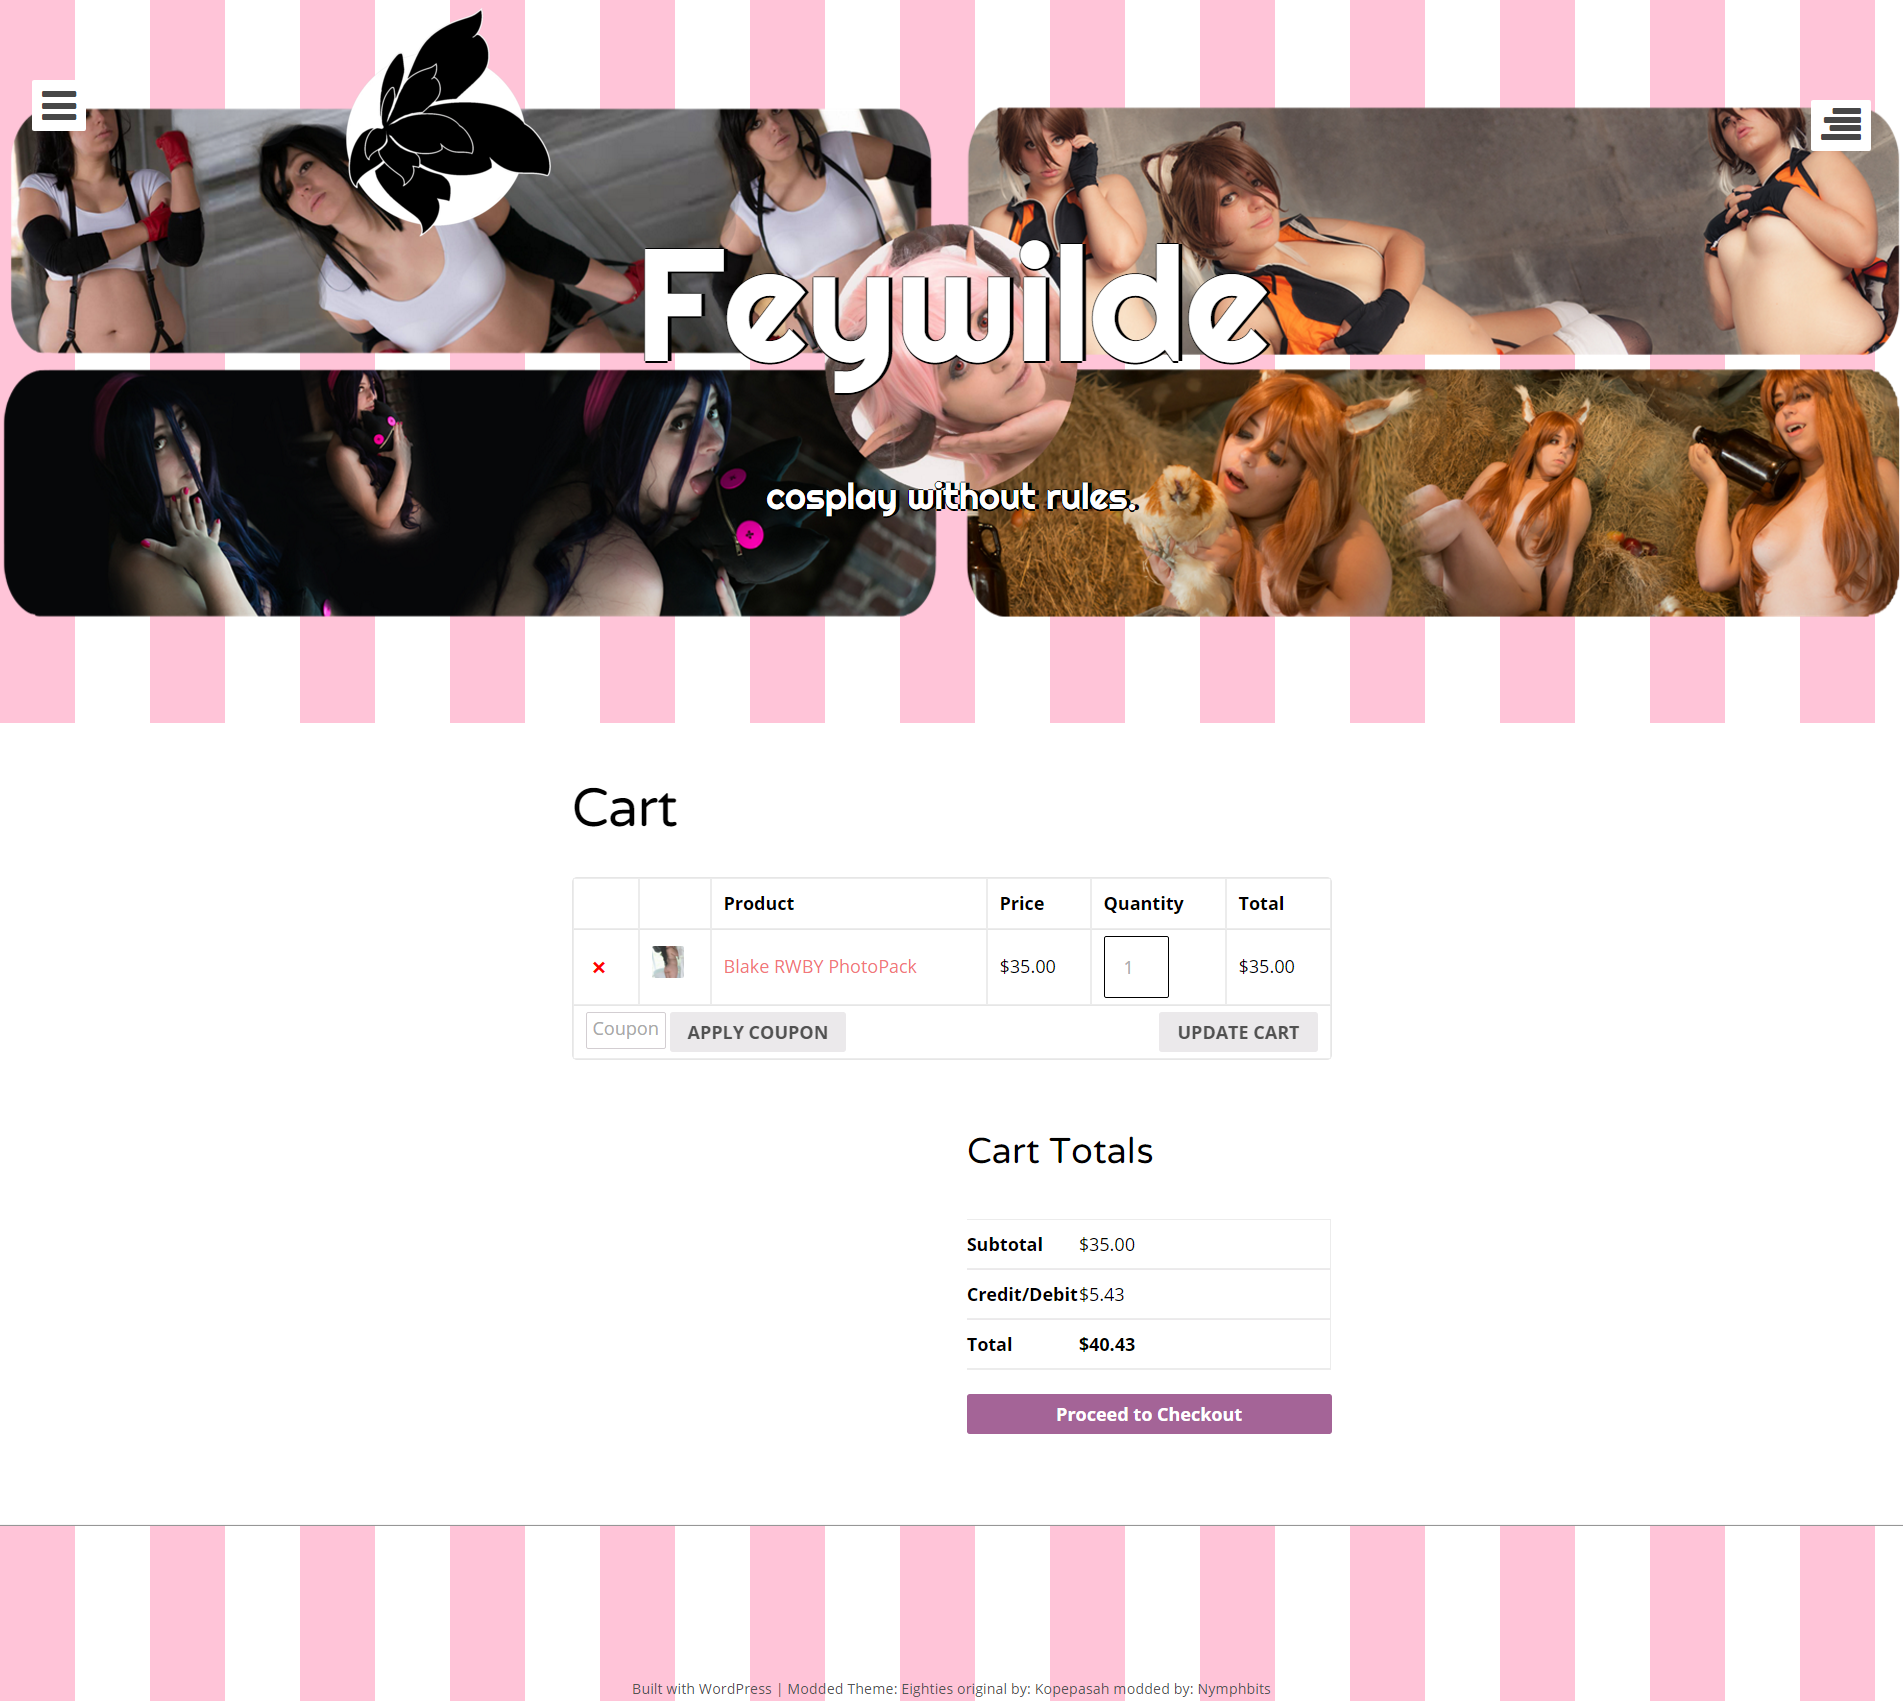 Feywilde
cosplay without rules.
Cart
Product Price Quantity Total
× Blake RWBY PhotoPack $35.00 1 $35.00
Coupon APPLY COUPON UPDATE CART
Cart Totals
Subtotal $35.00
Credit/Debit $5.43
Total $40.43
Proceed to Checkout
Built with WordPress | Modded Theme: Eighties original by: Kopepasah modded by: Nymphbits